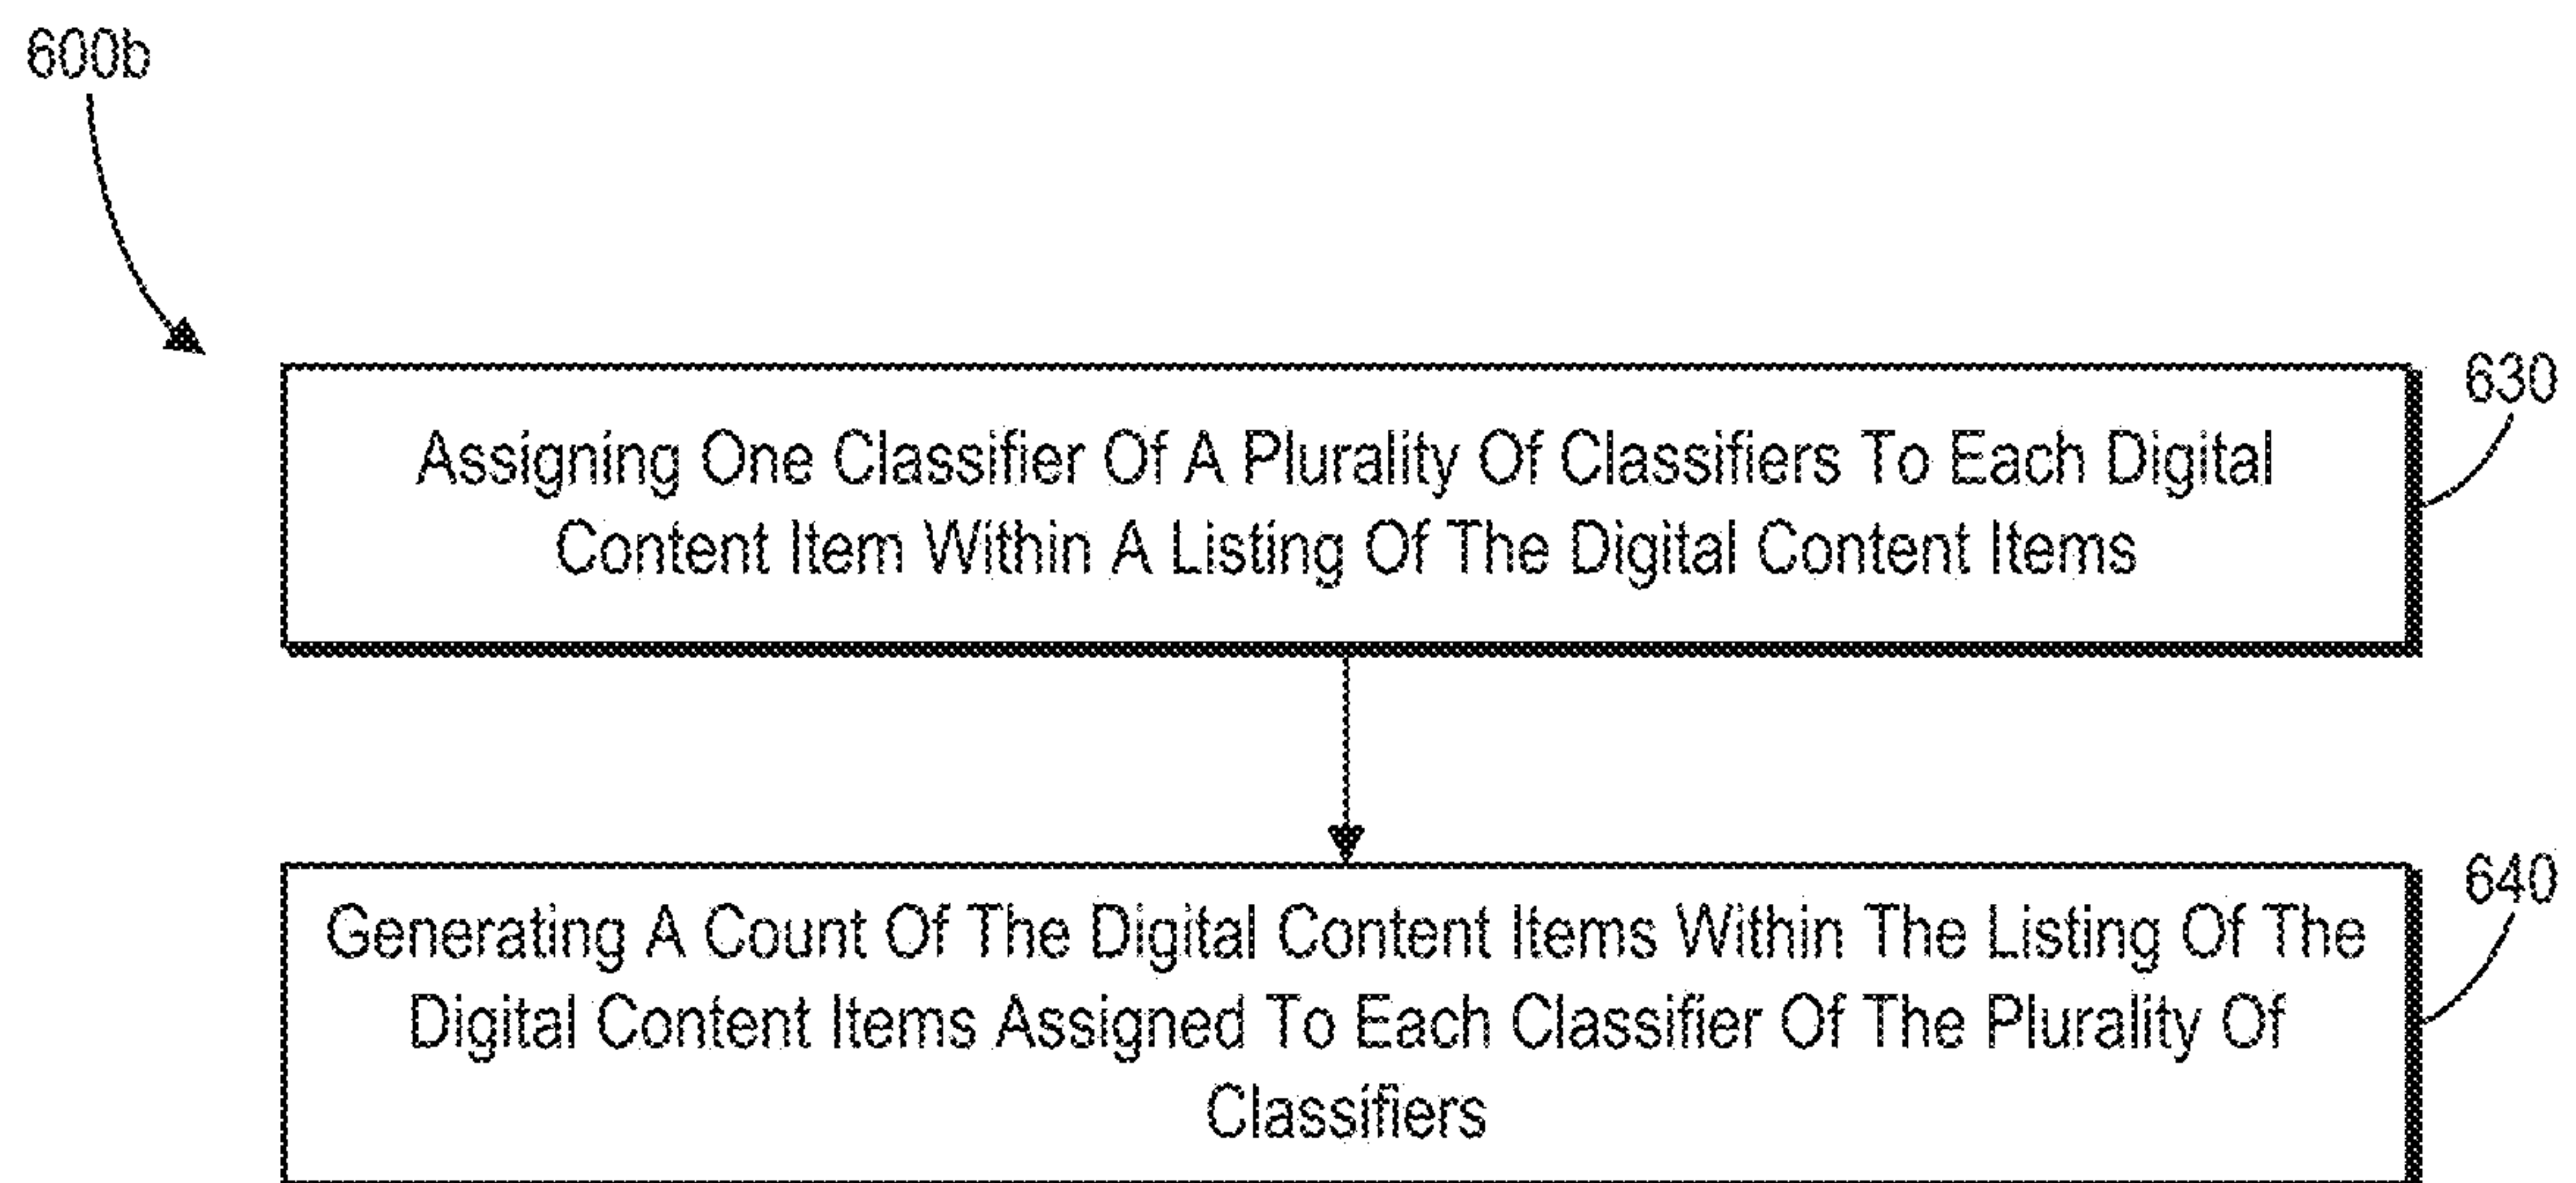 600b
630
Assigning One Classifier Of A Plurality Of Classifiers To Each Digital
Content Item Within A Listing Of The Digital Content Items
640
Generating A Count Of The Digital Content Items Within The Listing Of The
Digital Content Items Assigned To Each Classifier Of The Plurality Of
Classifiers